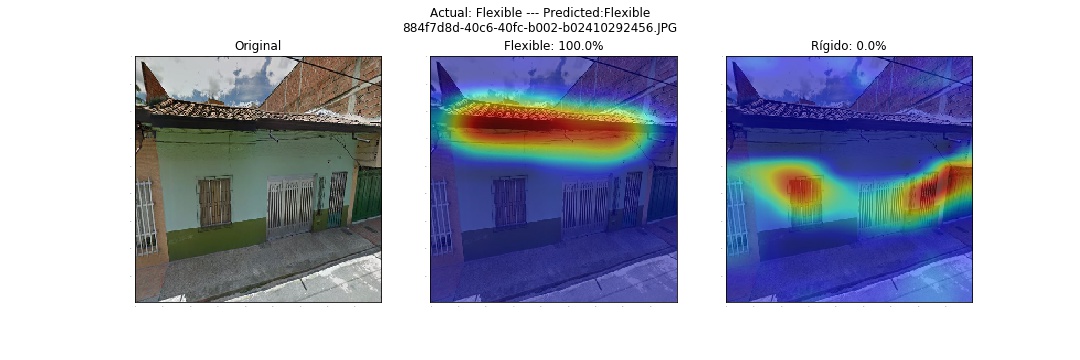 Actual: Flexible --- Predicted:Flexible
884f7d8d-40c6-40fc-b002-b02410292456.JPG
Original
Flexible: 100.0%
Rígido: 0.0%